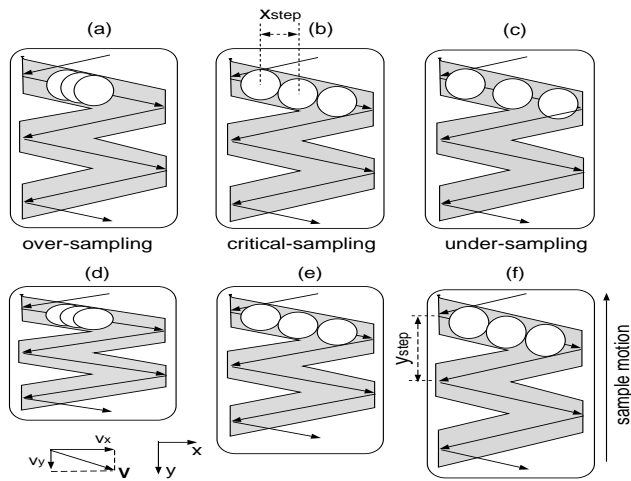 (a)
xstep
(b)
(c)
over-sampling
critical-sampling
under-sampling
(d)
(e)
(f)
ystep
sample motion
vx
vy
v
x
y